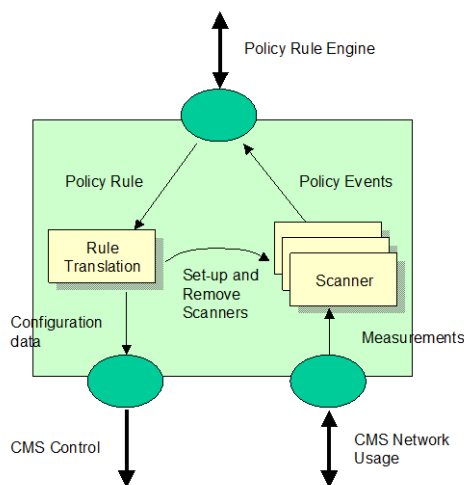 Policy Rule Engine
Policy Rule
Policy Events
Rule
Translation
Set-up and
Remove
Scanners
Scanner
Configuration
data
Measurements
CMS Control
CMS Network
Usage